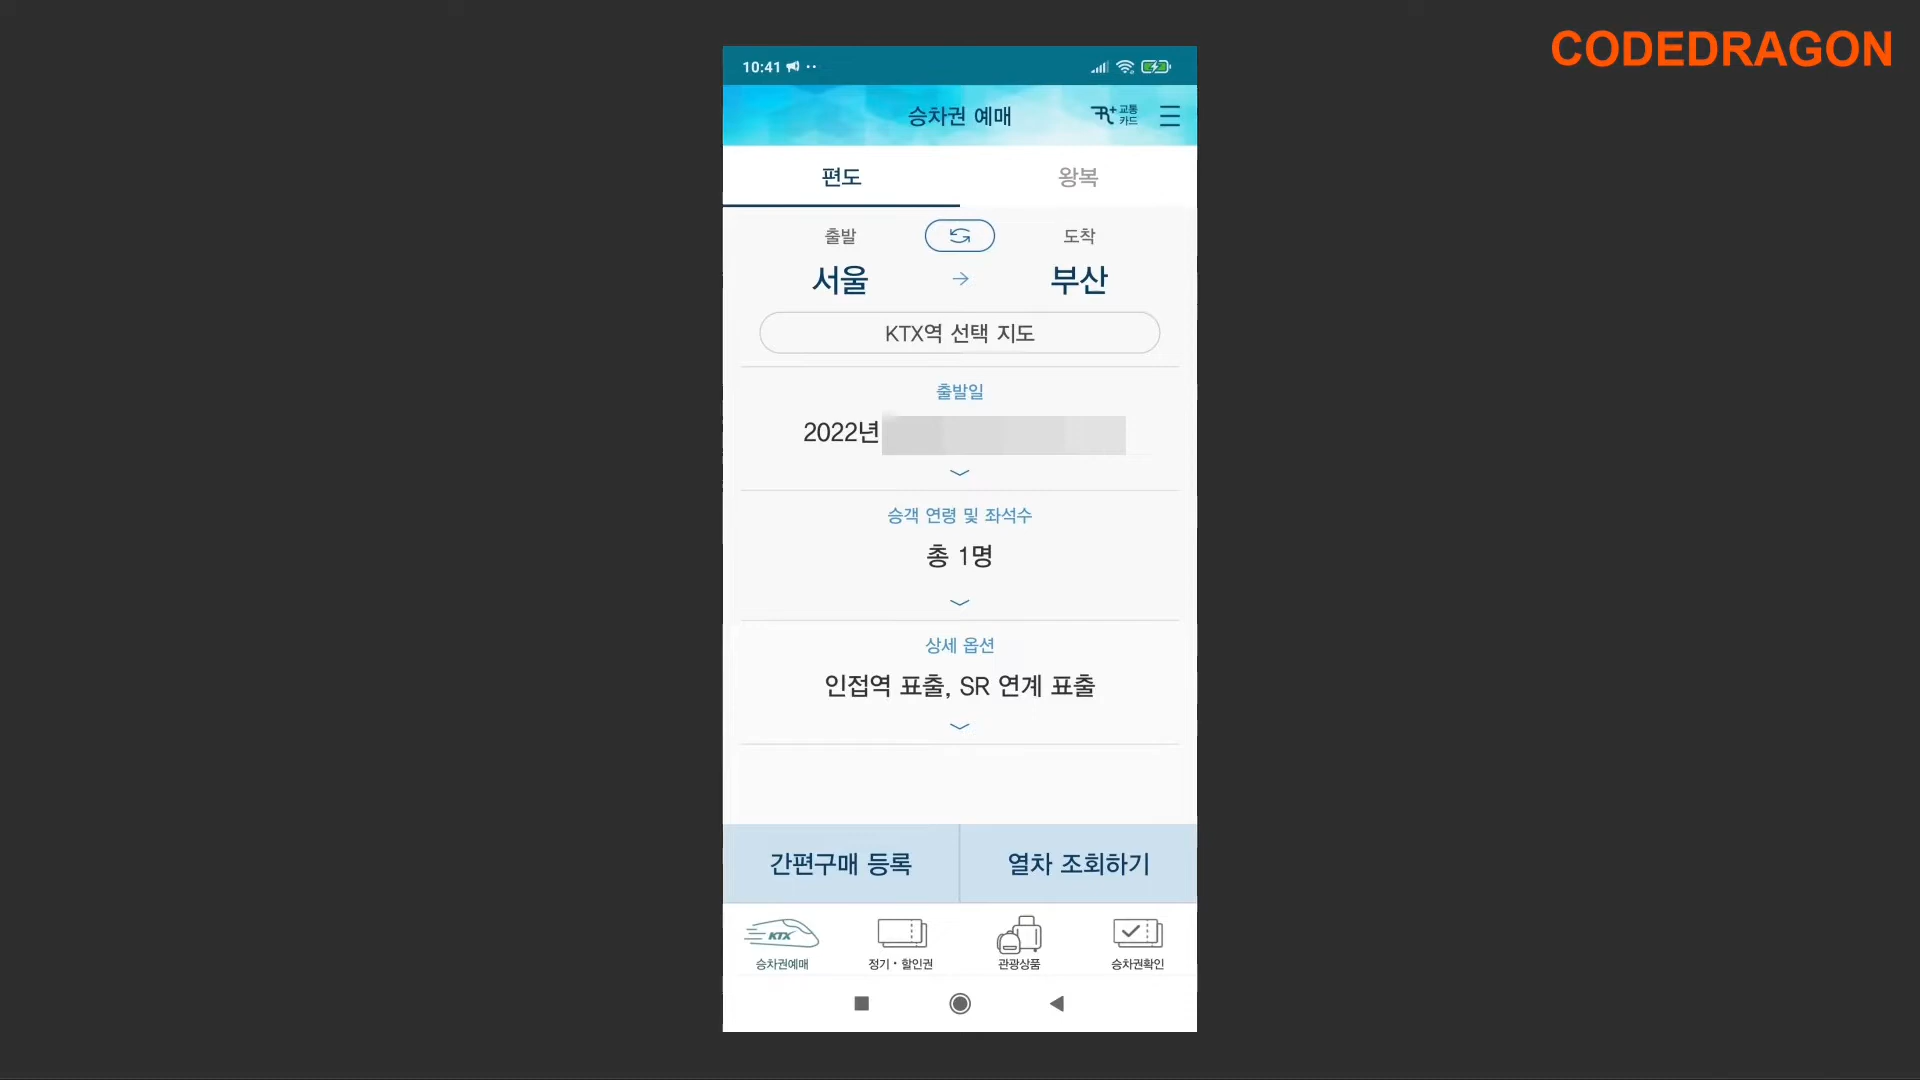 CODEDRAGON
10:41
승차권 예매
교통
카드
편도 왕복
출발 도착
서울 → 부산
KTX역 선택 지도
출발일
2022년
승객 연령 및 좌석수
총 1명
상세 옵션
인접역 표출, SR 연계 표출
간편구매 등록 열차 조회하기
KTX
승차권예매 정기·할인권 관광상품 승차권확인